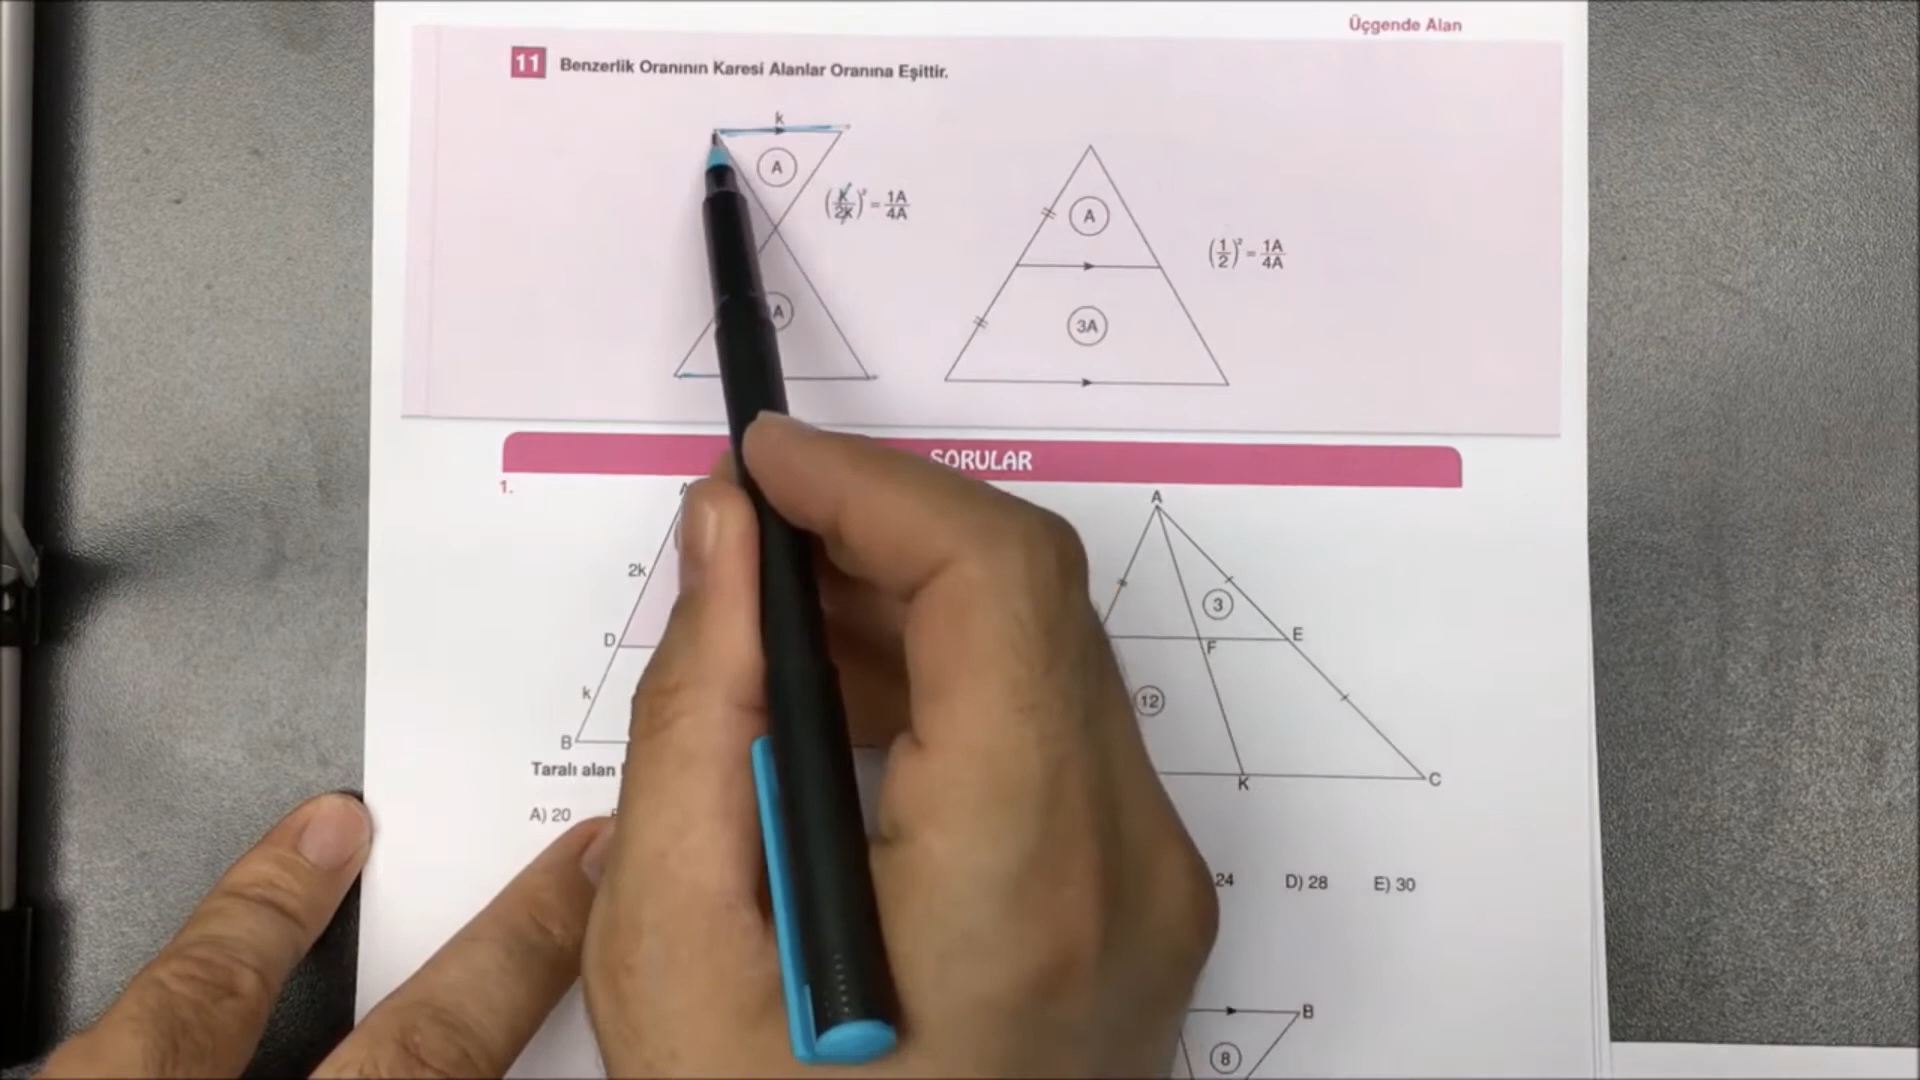 Üçgende Alan
11 Benzerlik Oranının Karesi Alanlar Oranına Eşittir.
k
A
(k/2k)² = 1A/4A
A
A
(1/2)² = 1A/4A
3A
SORULAR
1.
A
2k
D
k
B
Taralı alan
A) 20
A
3
E
F
12
K
C
24 D) 28 E) 30
B
8